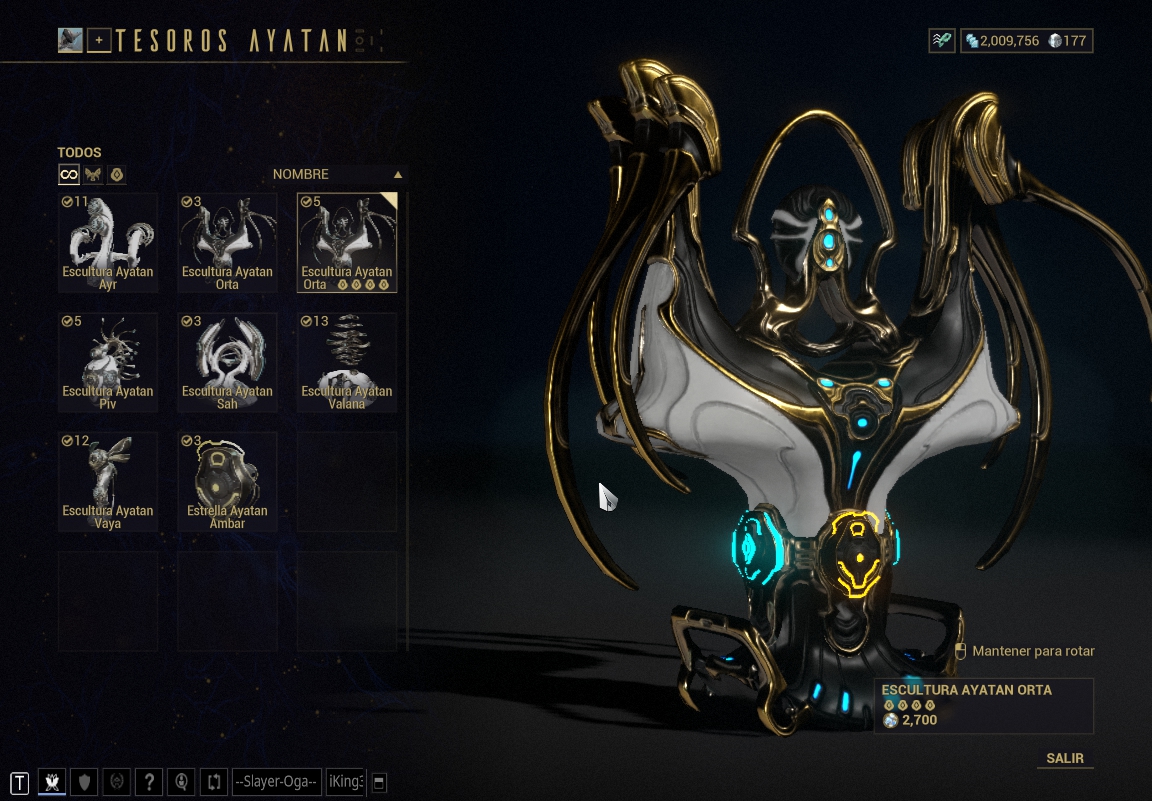 + TESOROS AYATAN
2,009,756 177
TODOS
NOMBRE
11
Escultura Ayatan
Ayr
3
Escultura Ayatan
Orta
5
Escultura Ayatan
Orta
5
Escultura Ayatan
Piv
3
Escultura Ayatan
Sah
13
Escultura Ayatan
Valana
12
Escultura Ayatan
Vaya
3
Estrella Ayatan
Ámbar
Mantener para rotar
ESCULTURA AYATAN ORTA
2,700
SALIR
T ? --Slayer-Oga--